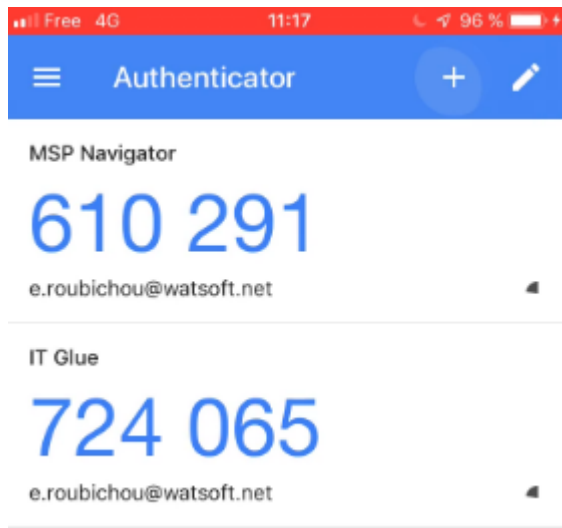 Free 4G 11:17 96 %
Authenticator
MSP Navigator
610 291
e.roubichou@watsoft.net
IT Glue
724 065
e.roubichou@watsoft.net